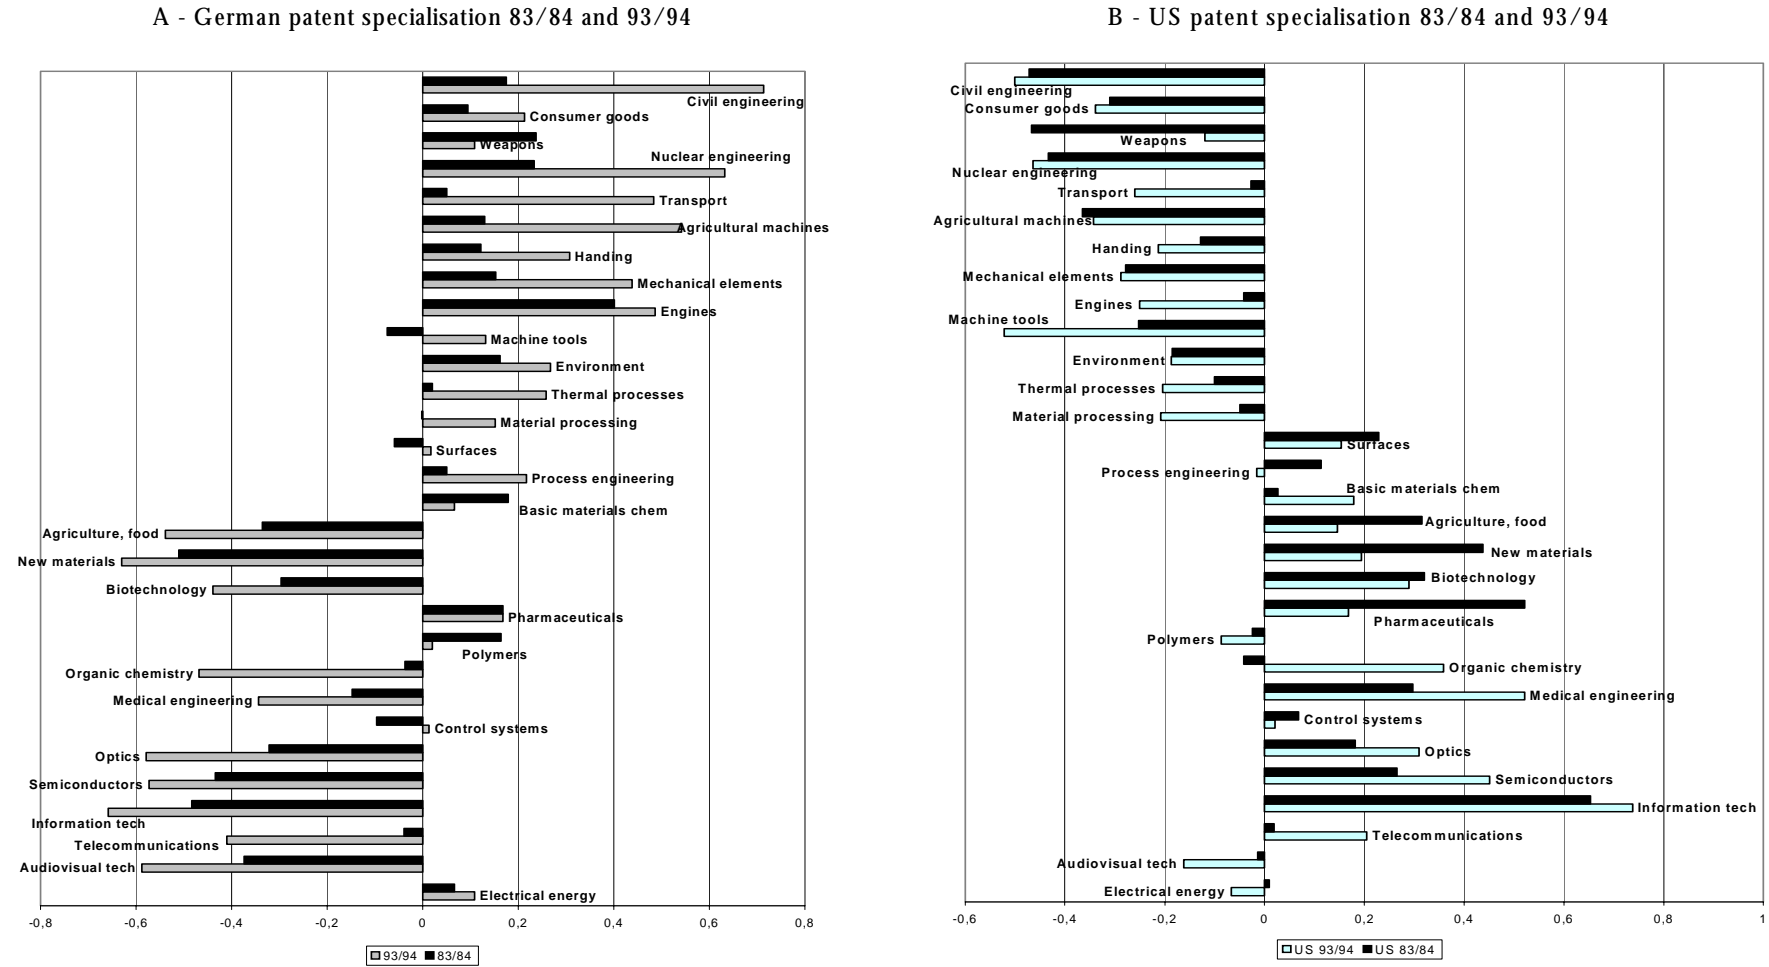 A - German patent specialisation 83/84 and 93/94
Civil engineering
Consumer goods
Weapons
Nuclear engineering
Transport
Agricultural machines
Handing
Mechanical elements
Engines
Machine tools
Environment
Thermal processes
Material processing
Surfaces
Process engineering
Basic materials chem
Agriculture, food
New materials
Biotechnology
Pharmaceuticals
Polymers
Organic chemistry
Medical engineering
Control systems
Optics
Semiconductors
Information tech
Telecommunications
Audiovisual tech
Electrical energy
-0,8 -0,6 -0,4 -0,2 0 0,2 0,4 0,6 0,8
93/94 83/84
B - US patent specialisation 83/84 and 93/94
Civil engineering
Consumer goods
Weapons
Nuclear engineering
Transport
Agricultural machines
Handing
Mechanical elements
Engines
Machine tools
Environment
Thermal processes
Material processing
Surfaces
Process engineering
Basic materials chem
Agriculture, food
New materials
Biotechnology
Pharmaceuticals
Polymers
Organic chemistry
Medical engineering
Control systems
Optics
Semiconductors
Information tech
Telecommunications
Audiovisual tech
Electrical energy
-0,6 -0,4 -0,2 0 0,2 0,4 0,6 0,8 1
US 93/94 US 83/84